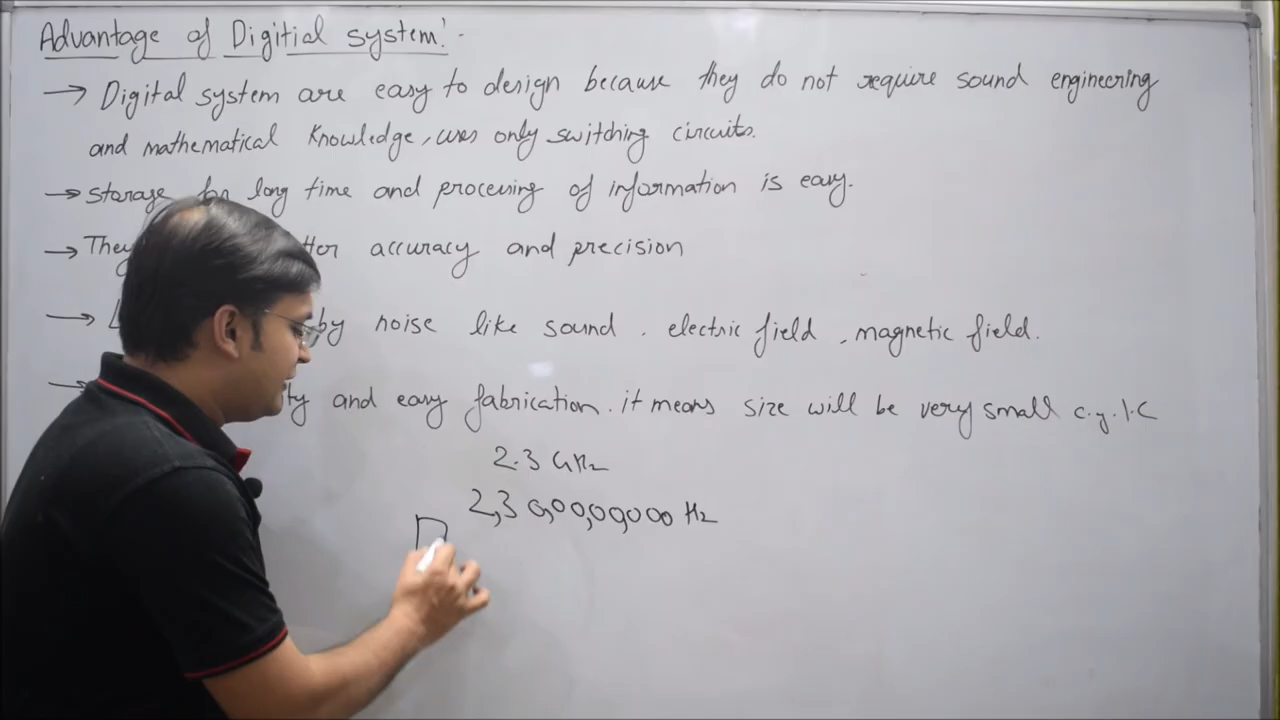 Advantage of Digitial system! -
→ Digital system are easy to design because they do not require sound engineering
and mathematical knowledge, uses only switching circuits.
→ Storage for long time and processing of information is easy.
→ They accuracy and precision
→ by noise like sound . electric field , magnetic field.
→ and easy fabrication . it means size will be very small e.g. I.C
2.3 GHz
2,3 0,00,00,000 Hz